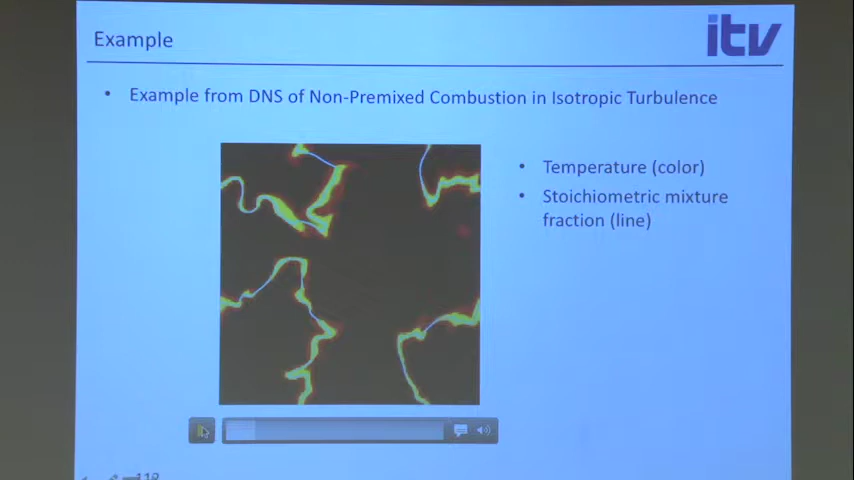 Example
itv
• Example from DNS of Non-Premixed Combustion in Isotropic Turbulence
• Temperature (color)
• Stoichiometric mixture
fraction (line)